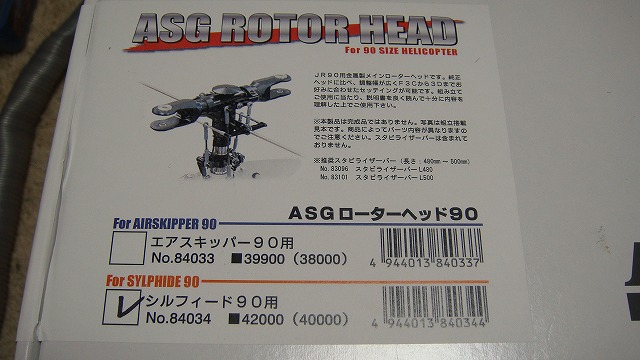 ASG ROTOR HEAD
For 90 SIZE HELICOPTER
JR90用金属製メインローターヘッドです。純正
ヘッドに比べ、調整幅が広くF3Cから3Dまでお
好みに合わせたセッティングが可能です。組み立て
ご使用に当たり、説明書を良く読んで十分に内容を
理解した上でご使用下さい。
※本製品は完成品ではありません。写真は組立搭載
見本です。商品によってパーツ内容が異なりますの
でご注意ください。スタビライザーバーは含まれて
おりません。
※推奨スタビライザーバー（長さ：480mm～500mm）
No.83096 スタビライザーバーL480
No.83101 スタビライザーバーL500
ASGローターヘッド90
For AIRSKIPPER 90
エアスキッパー90用
No.84033 ■39900 (38000)
4 944013 840337
For SYLPHIDE 90
シルフィード90用
No.84034 ■42000 (40000)
4 944013 840344